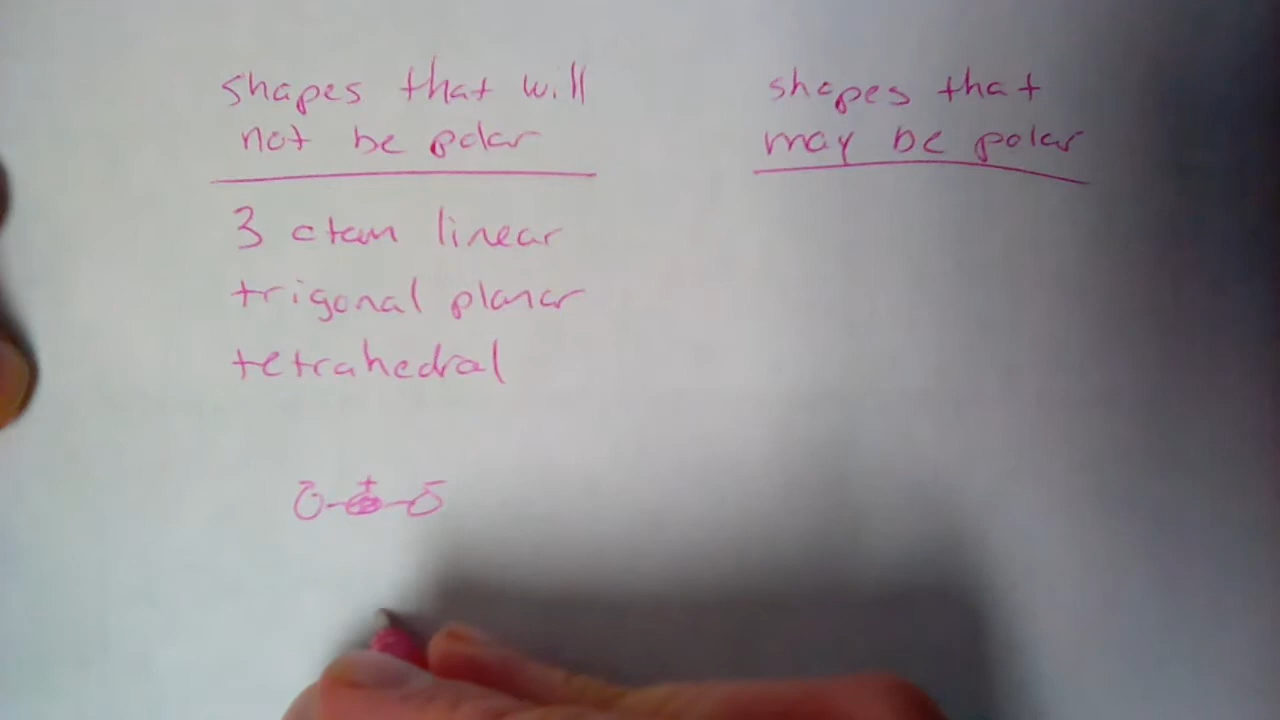 shapes that will
not be polar
shapes that
may be polar
3 atom linear
trigonal planar
tetrahedral